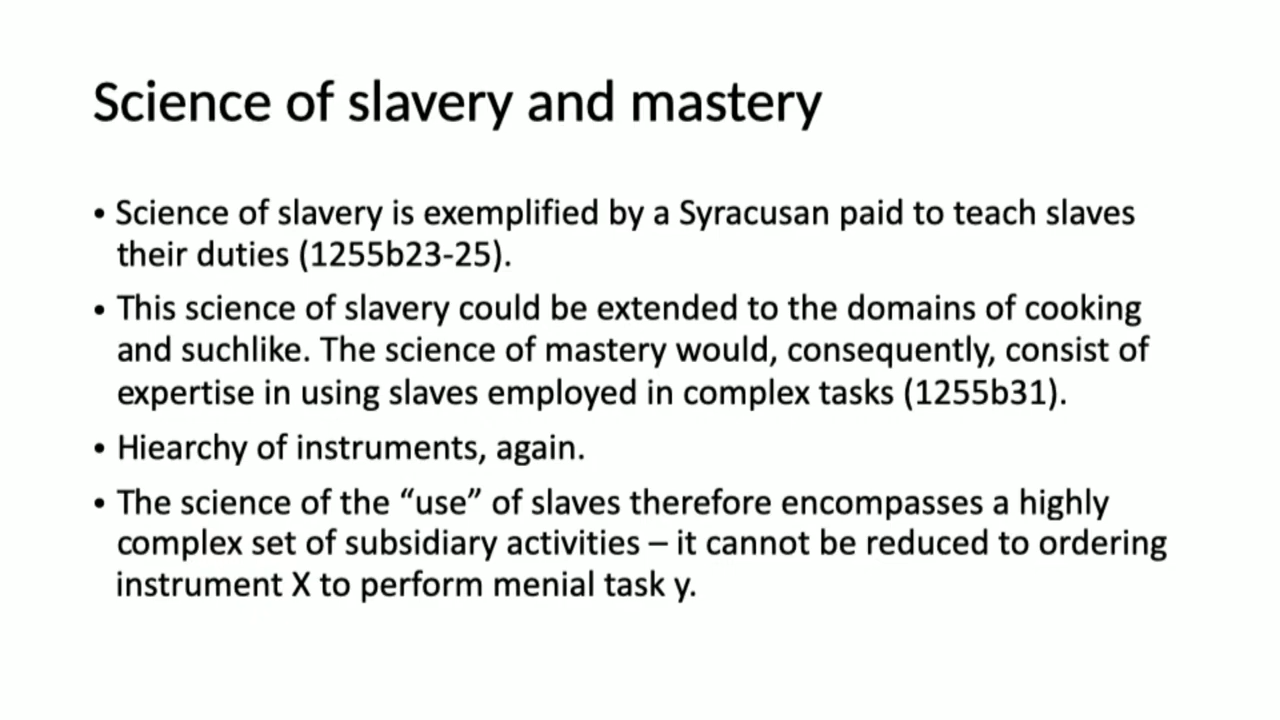 Science of slavery and mastery
• Science of slavery is exemplified by a Syracusan paid to teach slaves
their duties (1255b23-25).
• This science of slavery could be extended to the domains of cooking
and suchlike. The science of mastery would, consequently, consist of
expertise in using slaves employed in complex tasks (1255b31).
• Hiearchy of instruments, again.
• The science of the “use” of slaves therefore encompasses a highly
complex set of subsidiary activities – it cannot be reduced to ordering
instrument X to perform menial task y.